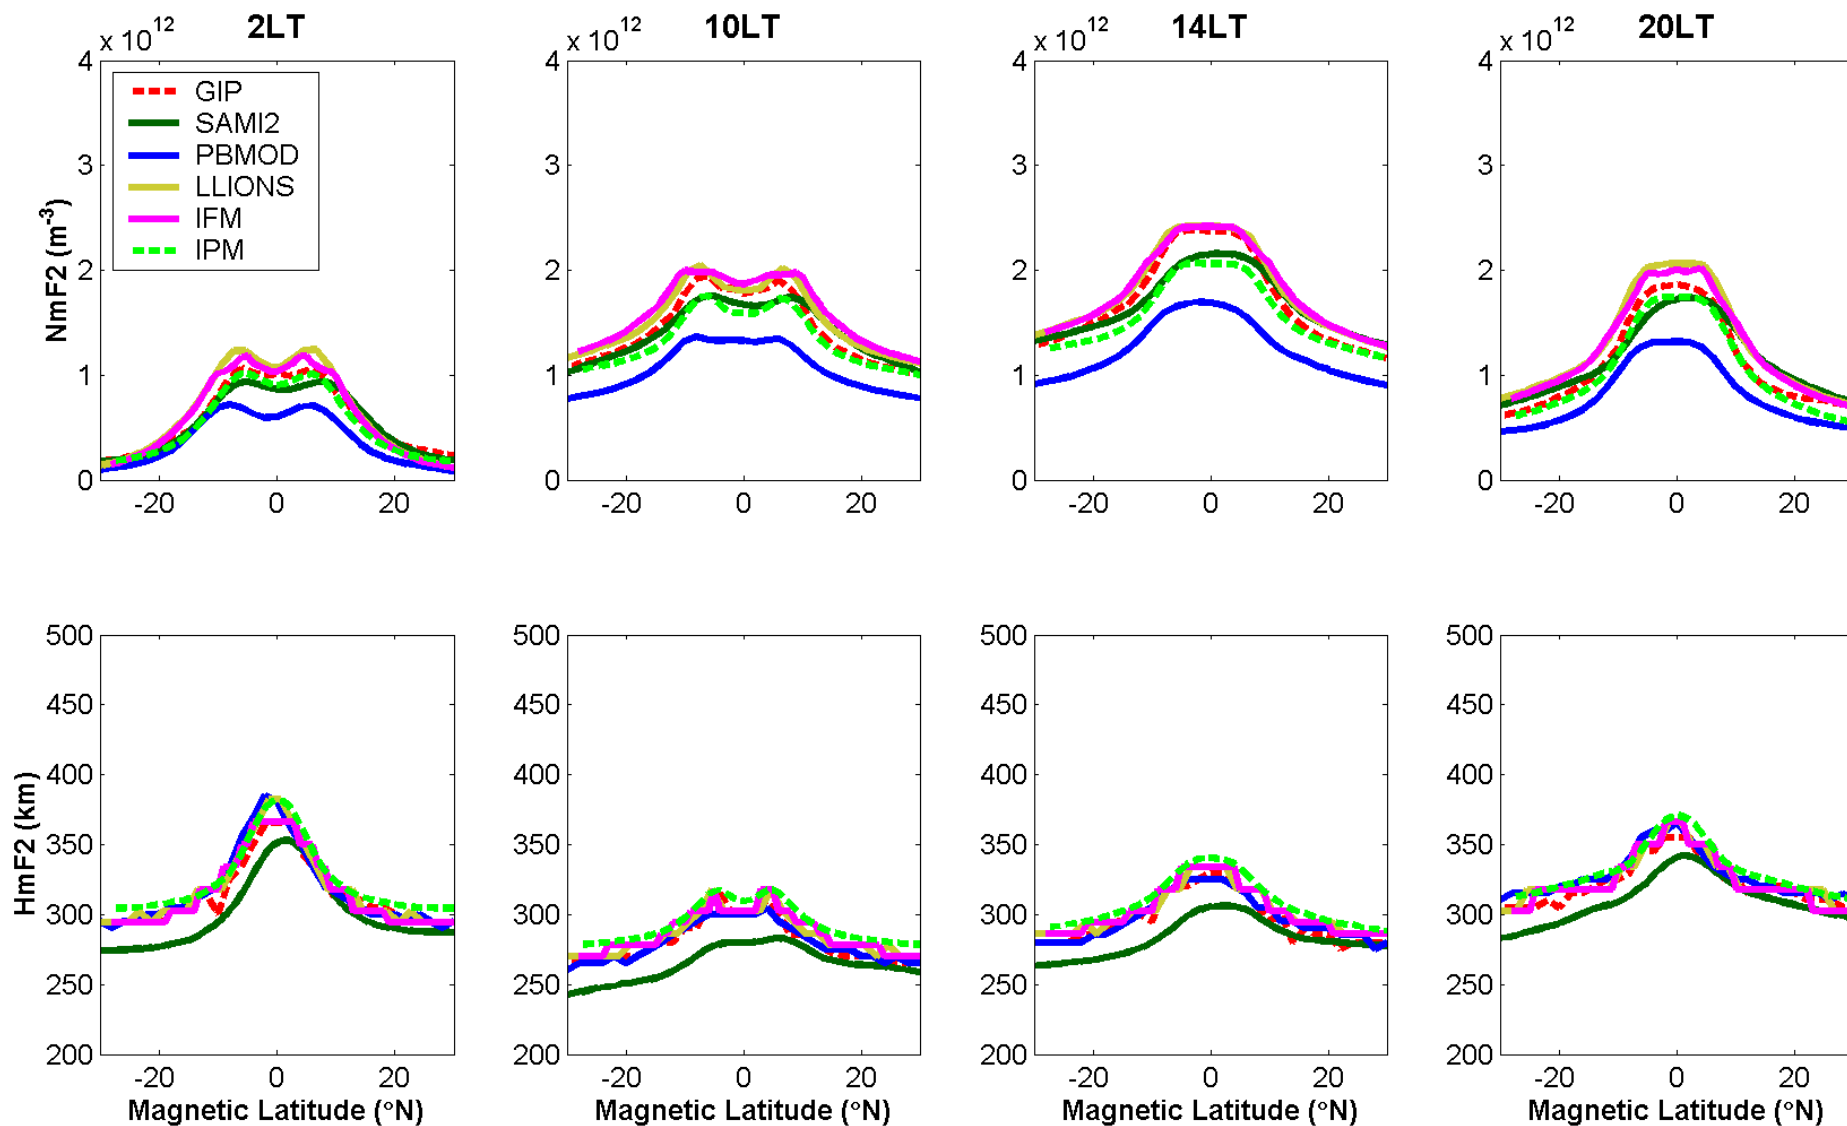 2LT 10LT 14LT 20LT
x 10^12 x 10^12 x 10^12 x 10^12
NmF2 (m^-3)
4 3 2 1 0
-20 0 20
GIP
SAMI2
PBMOD
LLIONS
IFM
IPM
4 3 2 1 0
-20 0 20
4 3 2 1 0
-20 0 20
4 3 2 1 0
-20 0 20
HmF2 (km)
500 450 400 350 300 250 200
-20 0 20
Magnetic Latitude (°N)
500 450 400 350 300 250 200
-20 0 20
Magnetic Latitude (°N)
500 450 400 350 300 250 200
-20 0 20
Magnetic Latitude (°N)
500 450 400 350 300 250 200
-20 0 20
Magnetic Latitude (°N)